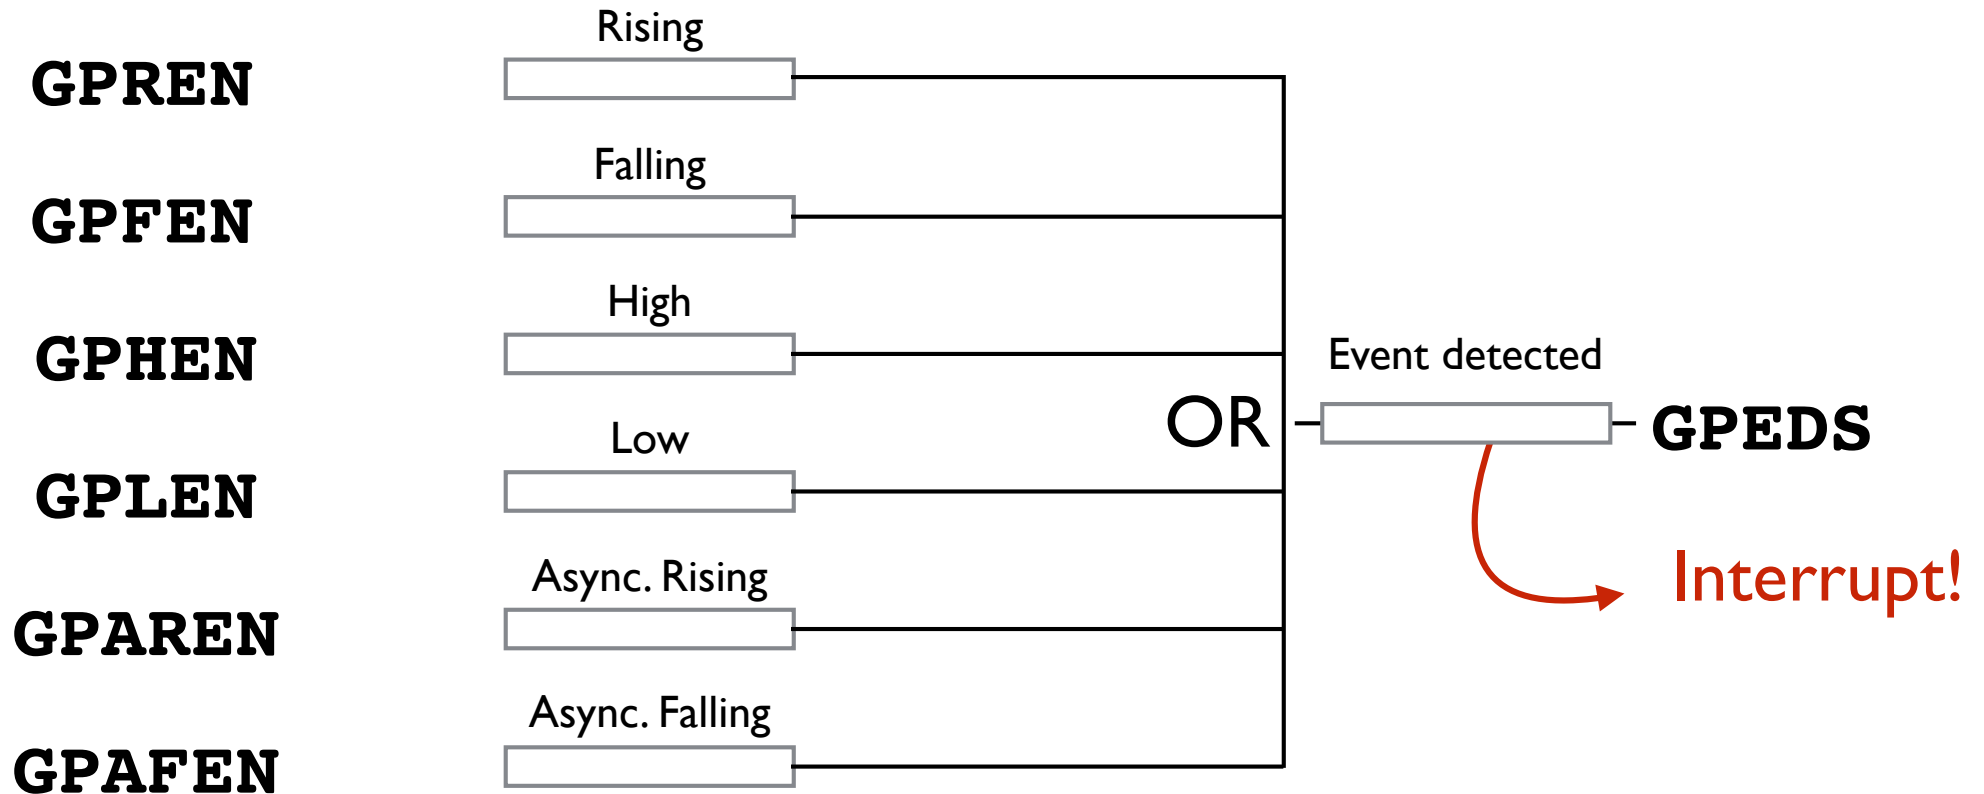 Rising
GPREN
Falling
GPFEN
High
GPHEN
Event detected
Low
OR
GPEDS
GPLEN
Async. Rising
Interrupt!
GPAREN
Async. Falling
GPAFEN